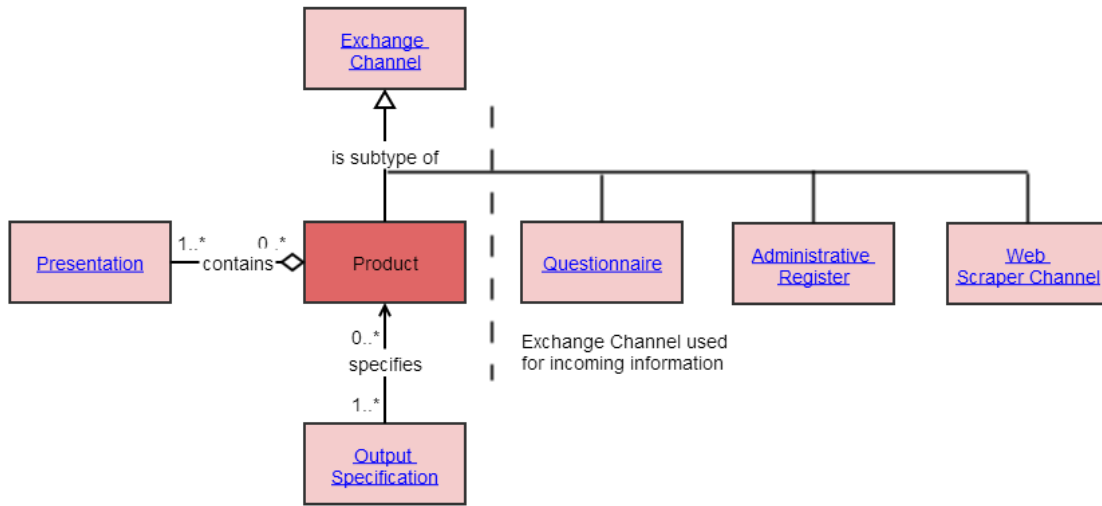 Exchange
Channel
is subtype of
1..*
0..*
Presentation
contains
Product
Questionnaire
Administrative
Register
Web
Scraper Channel
0..*
specifies
1..*
Exchange Channel used
for incoming information
Output
Specification